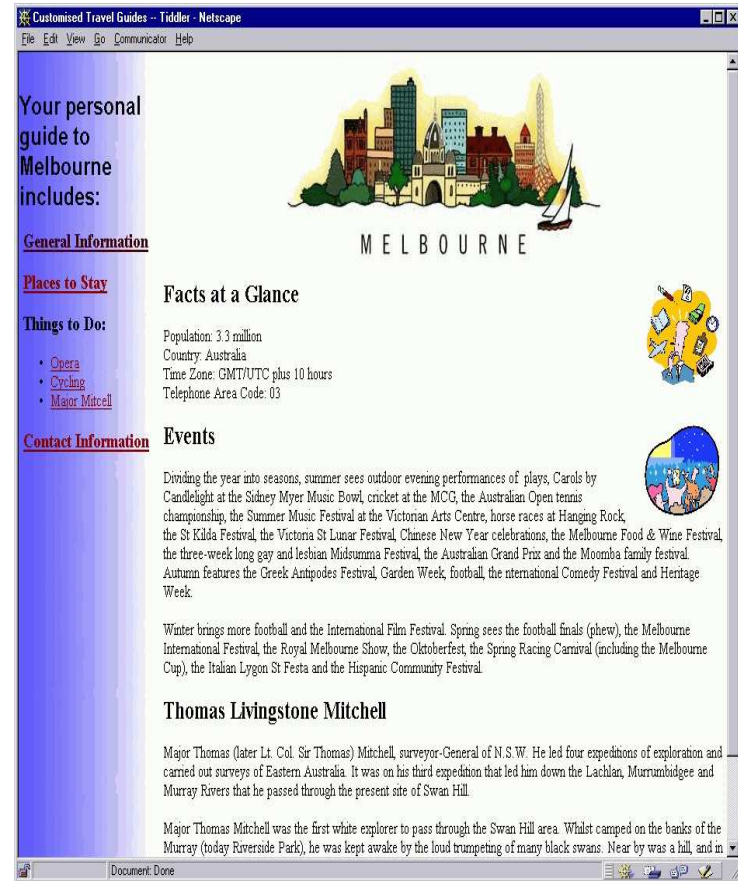 Customised Travel Guides -- Tiddler - Netscape
File Edit View Go Communicator Help
Your personal
guide to
Melbourne
includes:
General Information
Places to Stay
Things to Do:
• Opera
• Cycling
• Major Mitcell
Contact Information
MELBOURNE
Facts at a Glance
Population: 3.3 million
Country: Australia
Time Zone: GMT/UTC plus 10 hours
Telephone Area Code: 03
Events
Dividing the year into seasons, summer sees outdoor evening performances of plays, Carols by
Candlelight at the Sidney Myer Music Bowl, cricket at the MCG, the Australian Open tennis
championship, the Summer Music Festival at the Victorian Arts Centre, horse races at Hanging Rock,
the St Kilda Festival, the Victoria St Lunar Festival, Chinese New Year celebrations, the Melbourne Food & Wine Festival,
the three-week long gay and lesbian Midsumma Festival, the Australian Grand Prix and the Moomba family festival.
Autumn features the Greek Antipodes Festival, Garden Week, football, the nternational Comedy Festival and Heritage
Week.
Winter brings more football and the International Film Festival. Spring sees the football finals (phew), the Melbourne
International Festival, the Royal Melbourne Show, the Oktoberfest, the Spring Racing Carnival (including the Melbourne
Cup), the Italian Lygon St Festa and the Hispanic Community Festival.
Thomas Livingstone Mitchell
Major Thomas (later Lt. Col. Sir Thomas) Mitchell, surveyor-General of N.S.W. He led four expeditions of exploration and
carried out surveys of Eastern Australia. It was on his third expedition that led him down the Lachlan, Murrumbidgee and
Murray Rivers that he passed through the present site of Swan Hill.
Major Thomas Mitchell was the first white explorer to pass through the Swan Hill area. Whilst camped on the banks of the
Murray (today Riverside Park), he was kept awake by the loud trumpeting of many black swans. Near by was a hill, and in
Document: Done